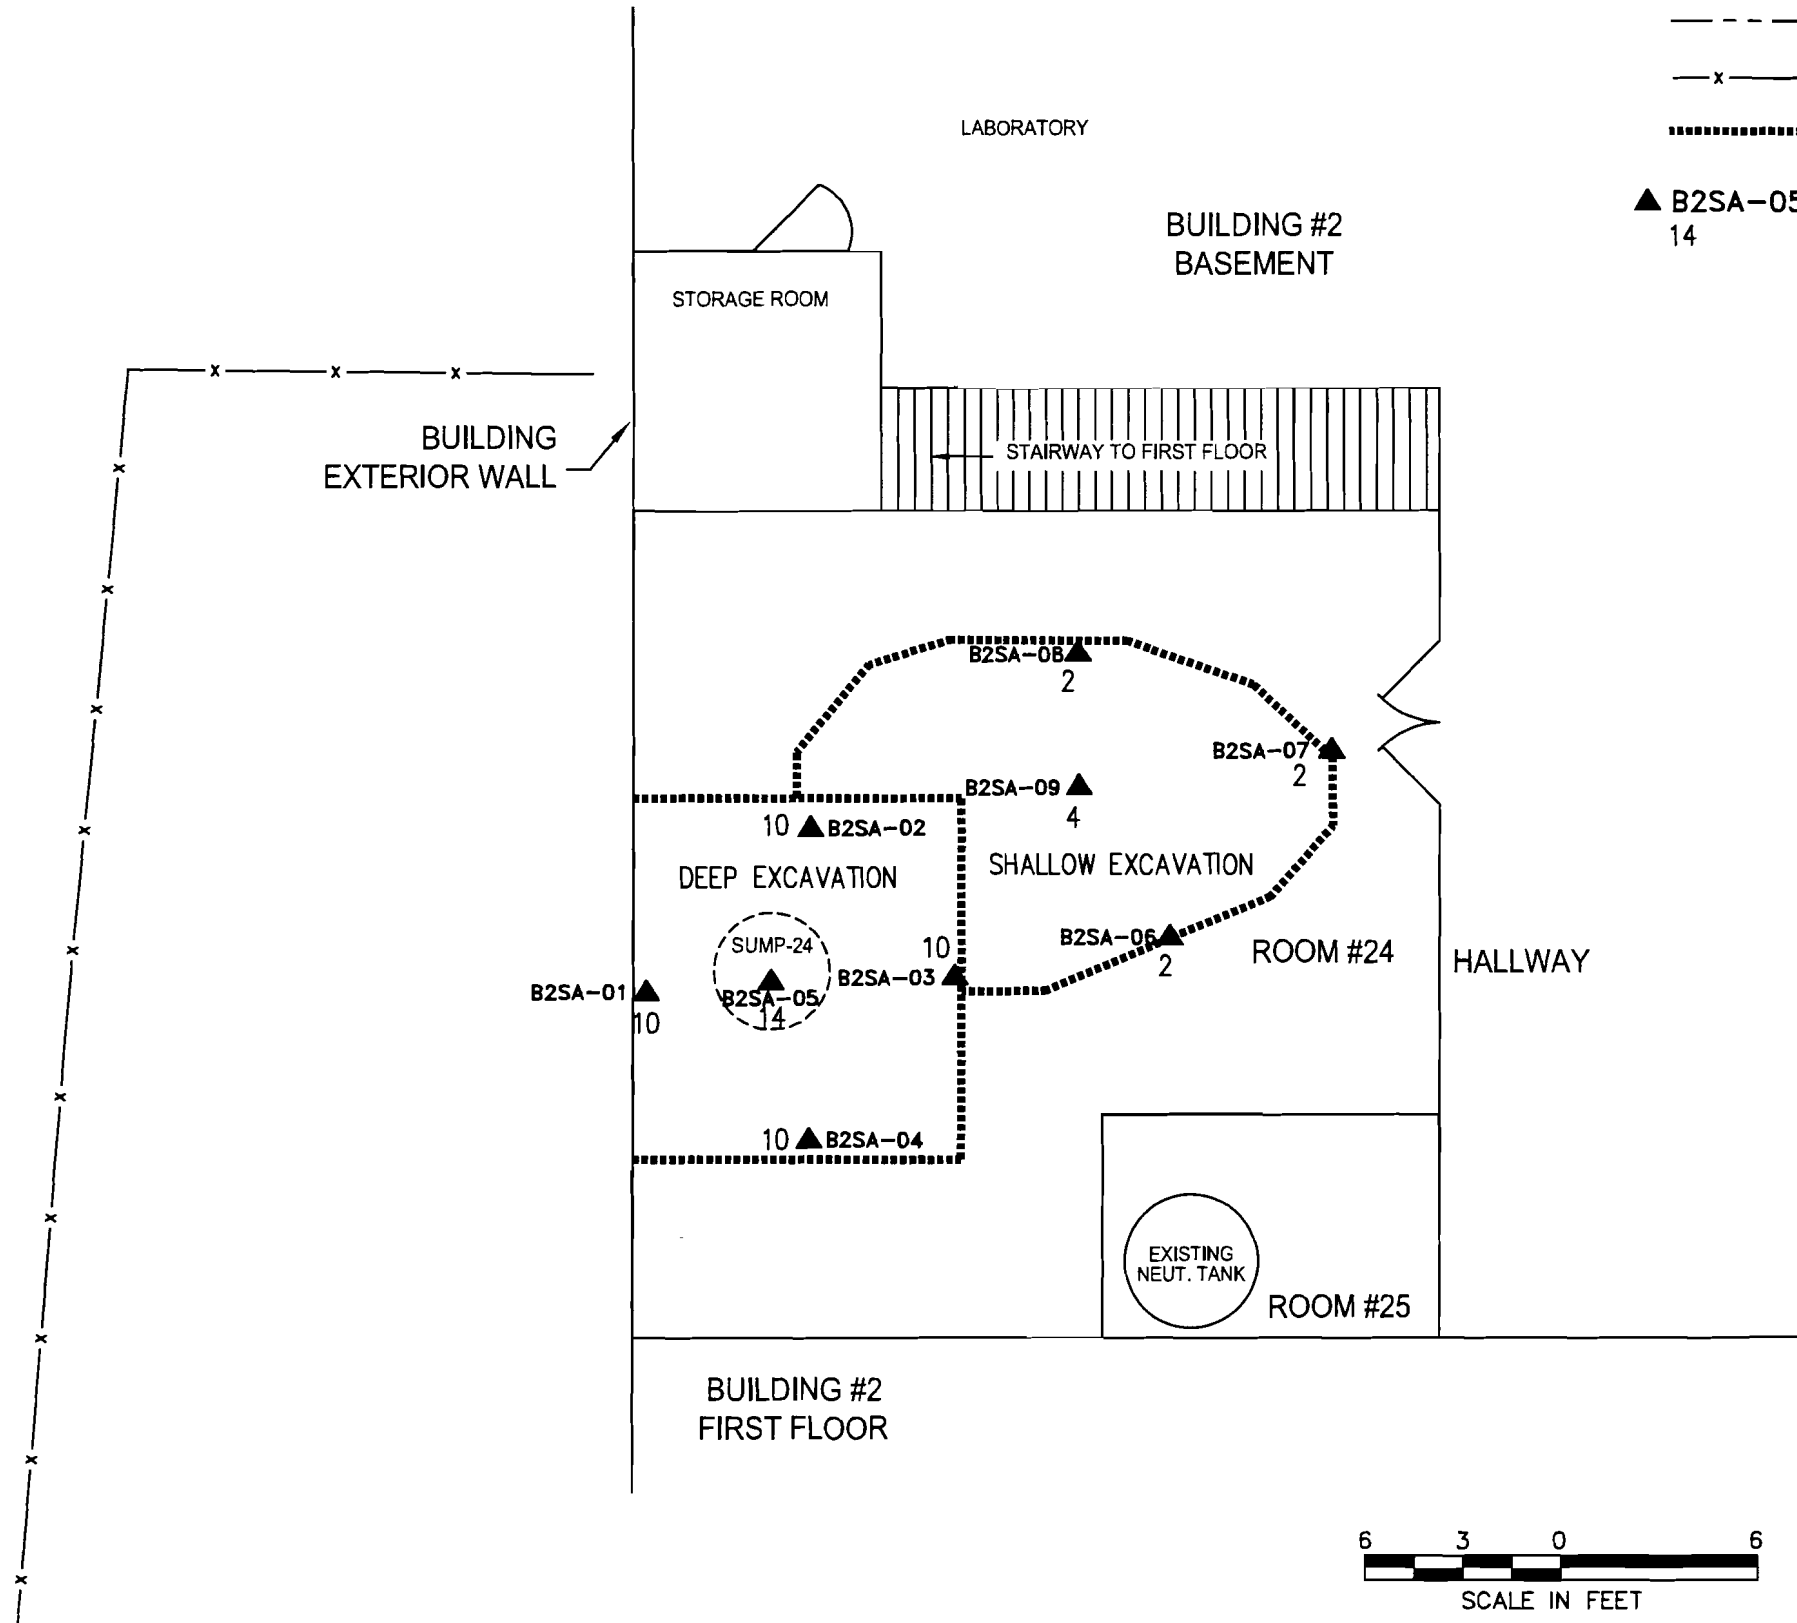 LABORATORY
▲ B2SA-05
14
BUILDING #2
BASEMENT
STORAGE ROOM
x x x
BUILDING
EXTERIOR WALL
STAIRWAY TO FIRST FLOOR
B2SA-08
2
B2SA-07
2
B2SA-09
4
10 B2SA-02
DEEP EXCAVATION
SHALLOW EXCAVATION
SUMP-24
B2SA-06
2
10
B2SA-03
ROOM #24
HALLWAY
B2SA-01
10
B2SA-05
14
10 B2SA-04
EXISTING
NEUT. TANK
ROOM #25
BUILDING #2
FIRST FLOOR
6 3 0 6
SCALE IN FEET